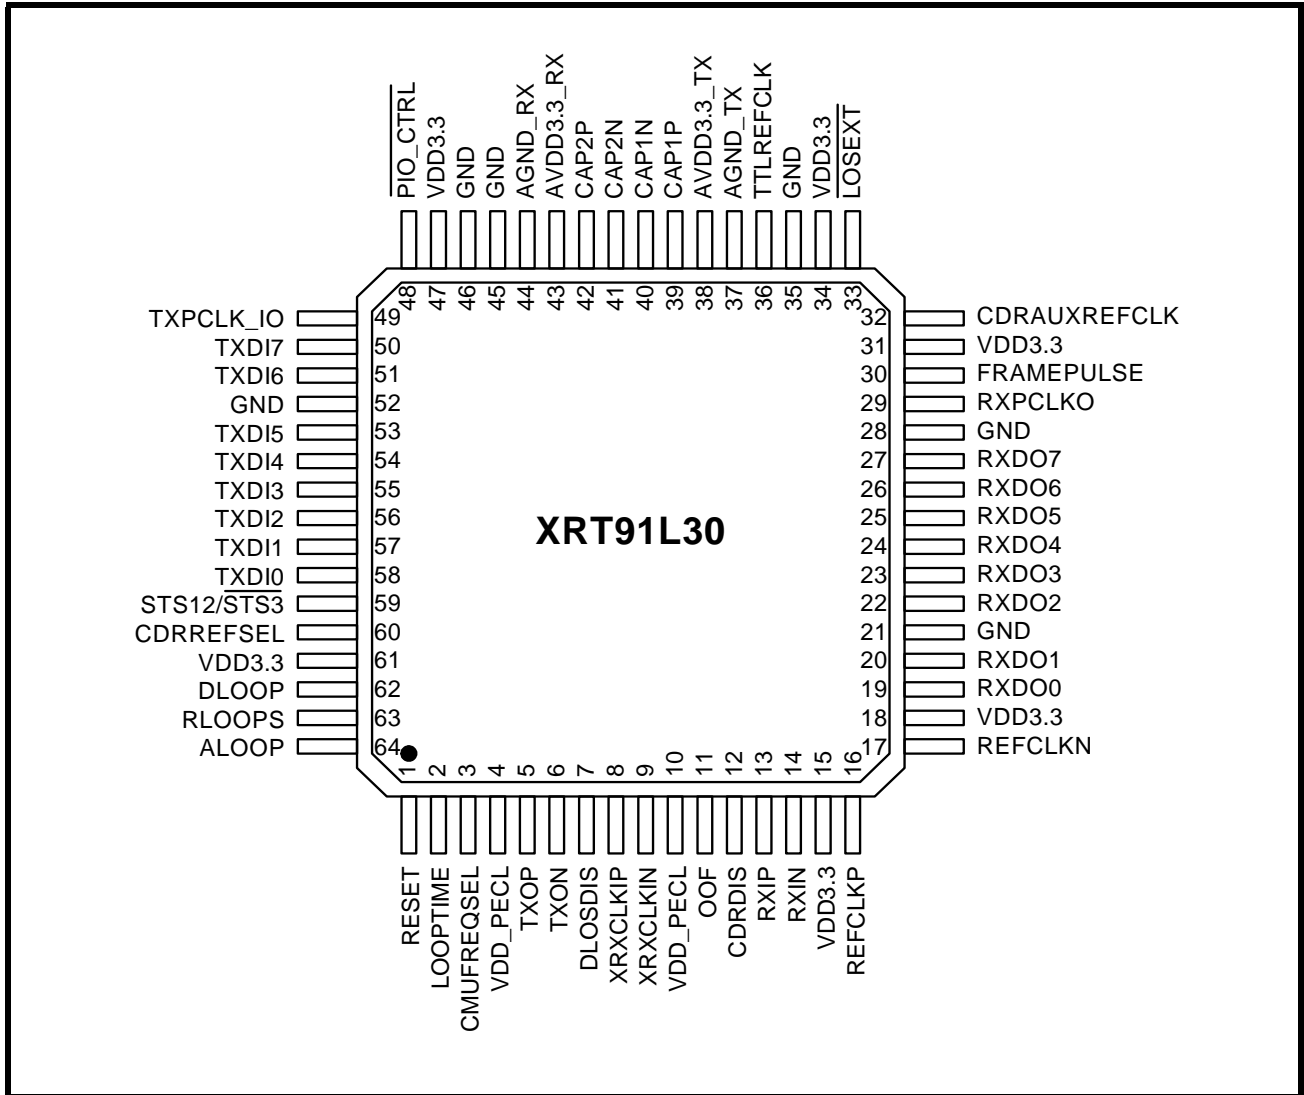 PIO_CTRL
VDD3.3
GND
GND
AGND_RX
AVDD3.3_RX
CAP2P
CAP2N
CAP1N
CAP1P
AVDD3.3_TX
AGND_TX
TTLREFCLK
GND
VDD3.3
LOSEXT
48
47
46
45
44
43
42
41
40
39
38
37
36
35
34
33
TXPCLK_IO 49
TXDI7 50
TXDI6 51
GND 52
TXDI5 53
TXDI4 54
TXDI3 55
TXDI2 56
TXDI1 57
TXDI0 58
STS12/STS3 59
CDRREFSEL 60
VDD3.3 61
DLOOP 62
RLOOPS 63
ALOOP 64
XRT91L30
32 CDRAUXREFCLK
31 VDD3.3
30 FRAMEPULSE
29 RXPCLKO
28 GND
27 RXDO7
26 RXDO6
25 RXDO5
24 RXDO4
23 RXDO3
22 RXDO2
21 GND
20 RXDO1
19 RXDO0
18 VDD3.3
17 REFCLKN
1
2
3
4
5
6
7
8
9
10
11
12
13
14
15
16
RESET
LOOPTIME
CMUFREQSEL
VDD_PECL
TXOP
TXON
DLOSDIS
XRXCLKIP
XRXCLKIN
VDD_PECL
OOF
CDRDIS
RXIP
RXIN
VDD3.3
REFCLKP